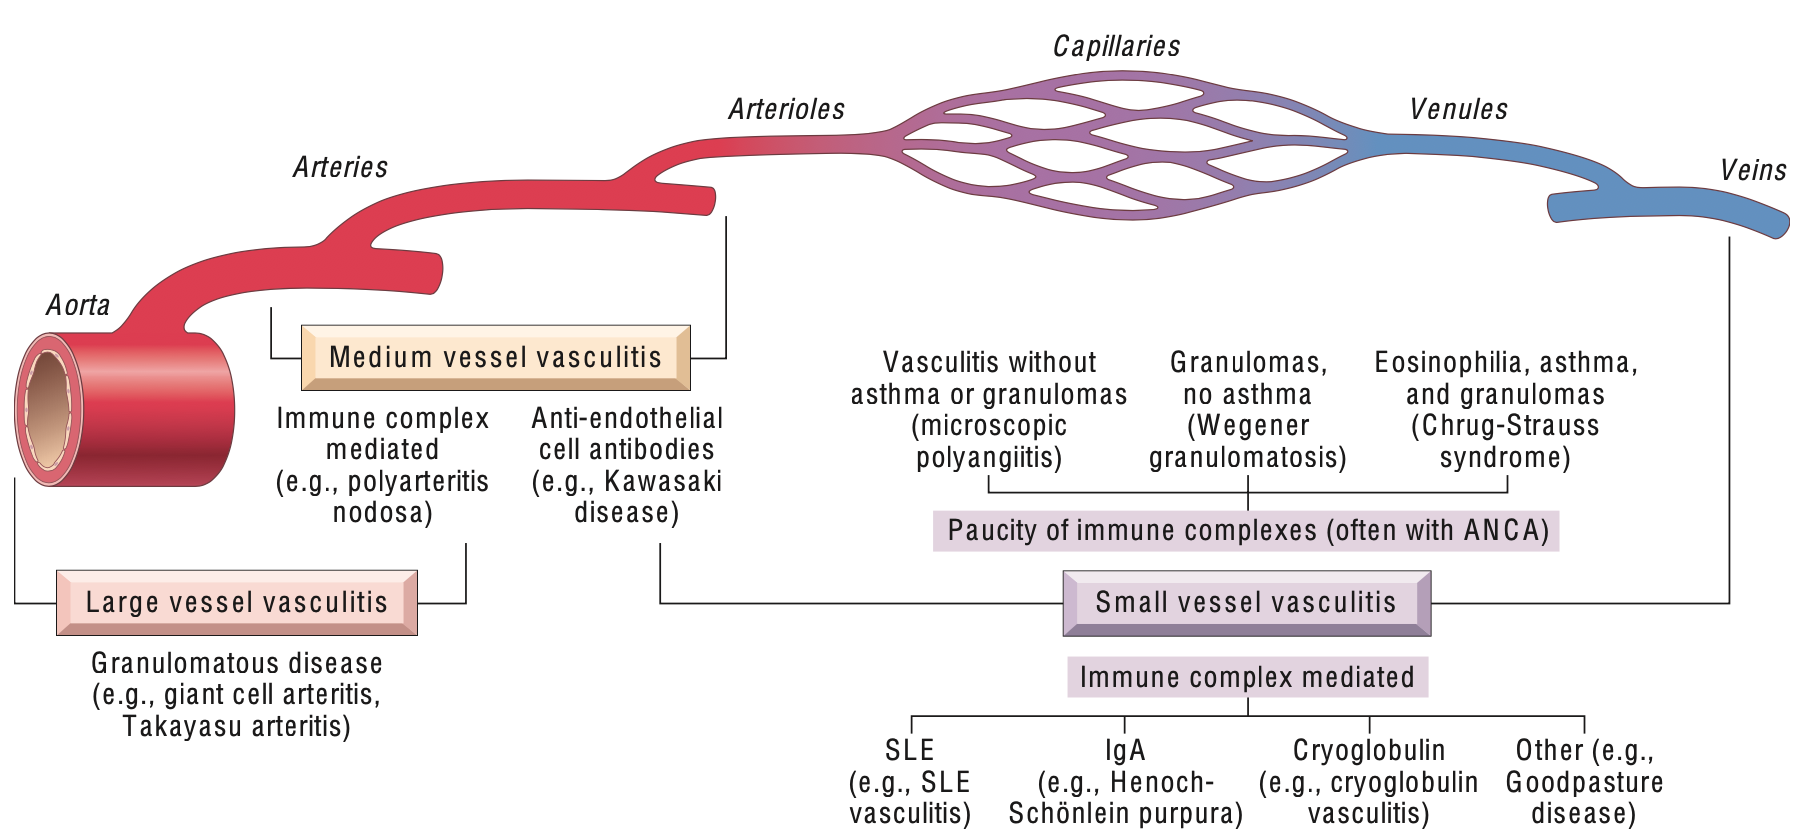 Capillaries
Arterioles
Venules
Arteries
Veins
Aorta
Medium vessel vasculitis
Immune complex
mediated
(e.g., polyarteritis
nodosa)
Anti-endothelial
cell antibodies
(e.g., Kawasaki
disease)
Vasculitis without
asthma or granulomas
(microscopic
polyangiitis)
Granulomas,
no asthma
(Wegener
granulomatosis)
Eosinophilia, asthma,
and granulomas
(Chrug-Strauss
syndrome)
Paucity of immune complexes (often with ANCA)
Large vessel vasculitis
Small vessel vasculitis
Granulomatous disease
(e.g., giant cell arteritis,
Takayasu arteritis)
Immune complex mediated
SLE
(e.g., SLE
vasculitis)
IgA
(e.g., Henoch-
Schönlein purpura)
Cryoglobulin
(e.g., cryoglobulin
vasculitis)
Other (e.g.,
Goodpasture
disease)